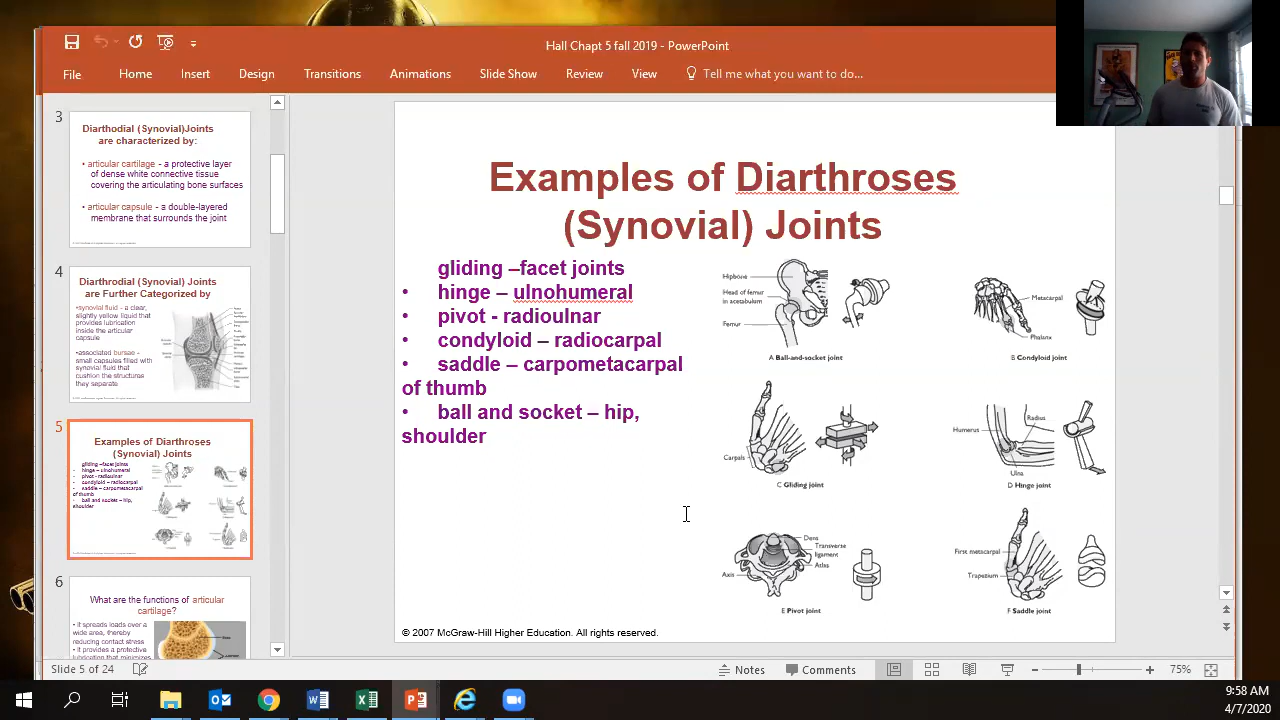 Hall Chapt 5 fall 2019 - PowerPoint
File Home Insert Design Transitions Animations Slide Show Review View Tell me what you want to do...
3
Diarthodial (Synovial)Joints
are characterized by:
• articular cartilage - a protective layer
of dense white connective tissue
covering the articulating bone surfaces
• articular capsule - a double-layered
membrane that surrounds the joint
4
Diarthrodial (Synovial) Joints
are Further Categorized by
•synovial fluid - a clear,
slightly yellow liquid that
provides lubrication
inside the articular
capsule
•associated bursae -
small capsules filled with
synovial fluid that
cushion the structures
they separate
5
Examples of Diarthroses
(Synovial) Joints
gliding –facet joints
• hinge – ulnohumeral
• pivot - radioulnar
• condyloid – radiocarpal
• saddle – carpometacarpal
of thumb
• ball and socket – hip,
shoulder
6
What are the functions of articular
cartilage?
•It spreads loads over a
wide area, thereby
reducing contact stress
•It provides a protective
lubrication that minimizes
Examples of Diarthroses
(Synovial) Joints
gliding –facet joints
• hinge – ulnohumeral
• pivot - radioulnar
• condyloid – radiocarpal
• saddle – carpometacarpal
of thumb
• ball and socket – hip,
shoulder
Hipbone
Head of femur
in acetabulum
Femur
A Ball-and-socket joint
Metacarpal
Phalanx
B Condyloid joint
Carpals
C Gliding joint
Radius
Humerus
Ulna
D Hinge joint
Dens
Transverse
ligament
Atlas
Axis
E Pivot joint
First metacarpal
Trapezium
F Saddle joint
© 2007 McGraw-Hill Higher Education. All rights reserved.
Slide 5 of 24 Notes Comments 75%
9:58 AM
4/7/2020